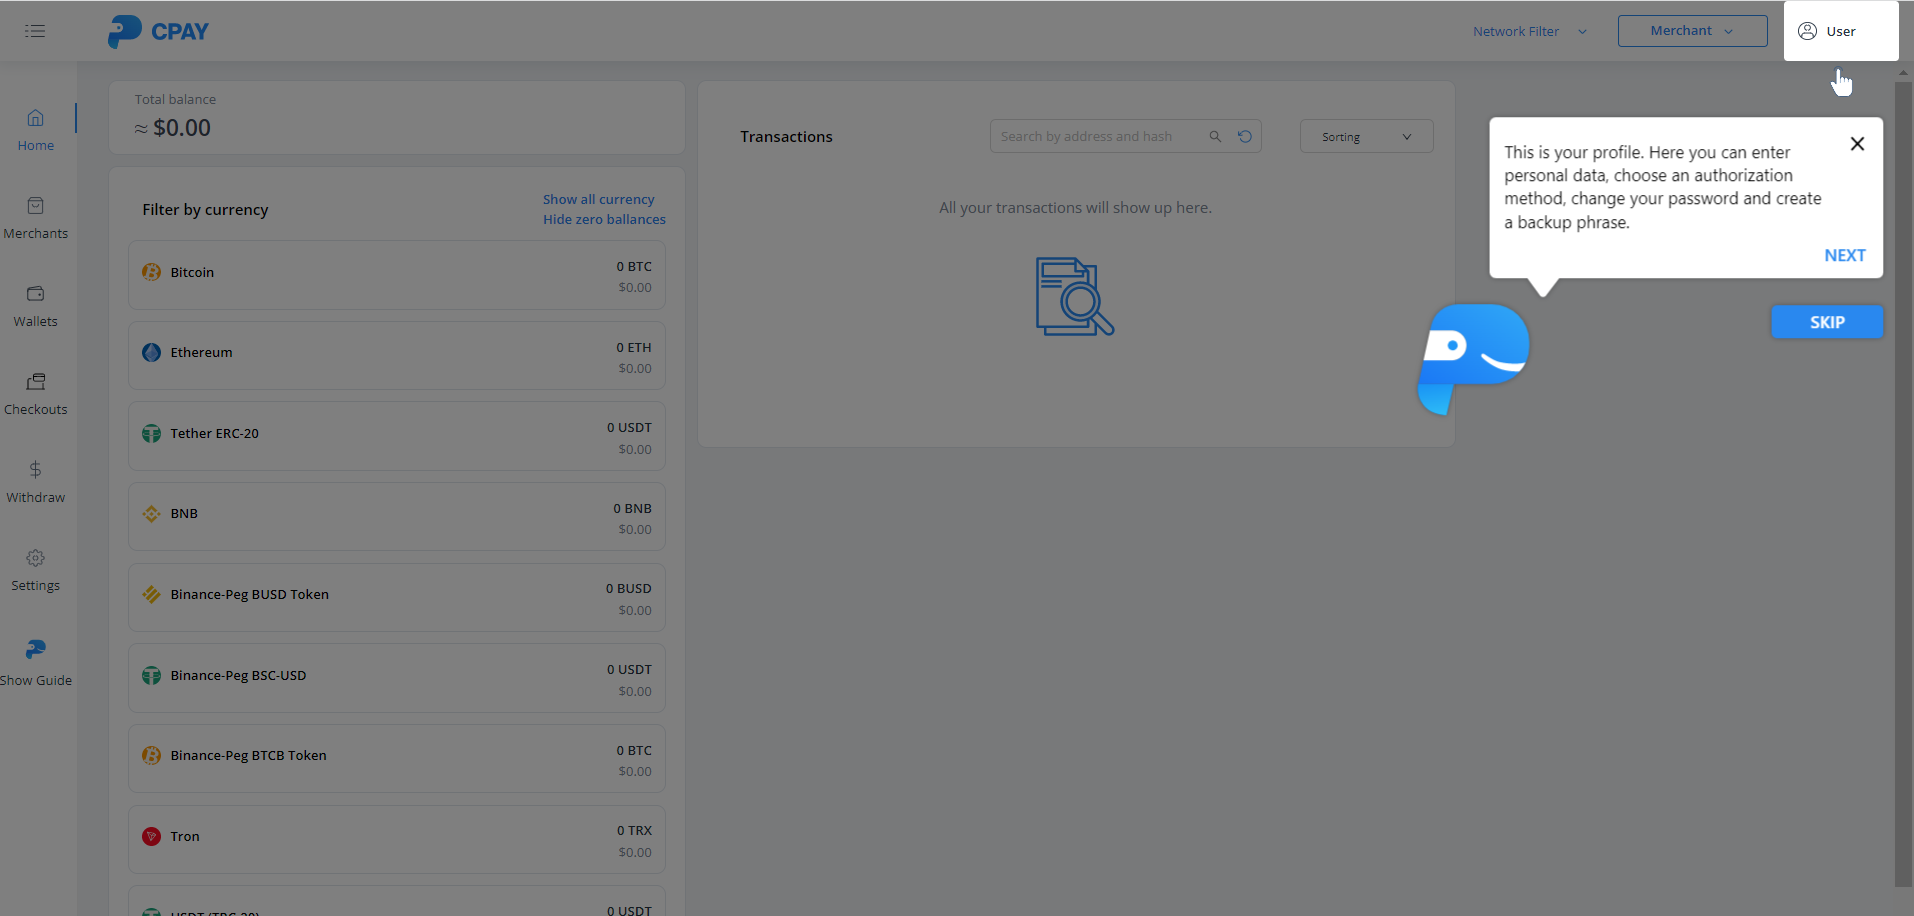 CPAY
Network Filter
Merchant
User
Home
Merchants
Wallets
Checkouts
Withdraw
Settings
Show Guide
Total balance
≈ $0.00
Filter by currency
Show all currency
Hide zero ballances
Bitcoin
0 BTC
$0.00
Ethereum
0 ETH
$0.00
Tether ERC-20
0 USDT
$0.00
BNB
0 BNB
$0.00
Binance-Peg BUSD Token
0 BUSD
$0.00
Binance-Peg BSC-USD
0 USDT
$0.00
Binance-Peg BTCB Token
0 BTC
$0.00
Tron
0 TRX
$0.00
USDT (TRC-20)
0 USDT
Transactions
Search by address and hash
Sorting
All your transactions will show up here.
This is your profile. Here you can enter
personal data, choose an authorization
method, change your password and create
a backup phrase.
NEXT
SKIP